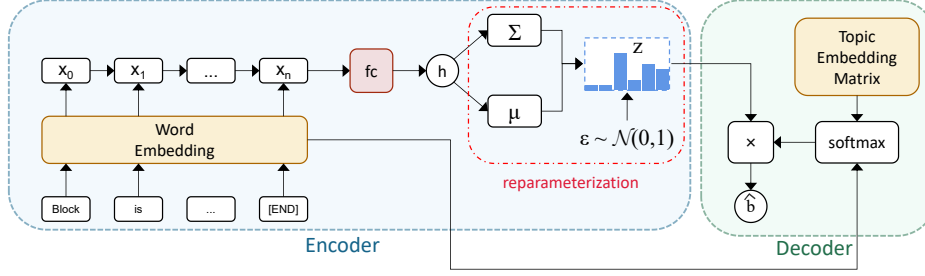 Σ
z
Topic
Embedding
Matrix
x0
x1
...
xn
fc
h
μ
ε ~ N(0,1)
Word
Embedding
×
softmax
reparameterization
Block
is
...
[END]
b̂
Encoder
Decoder